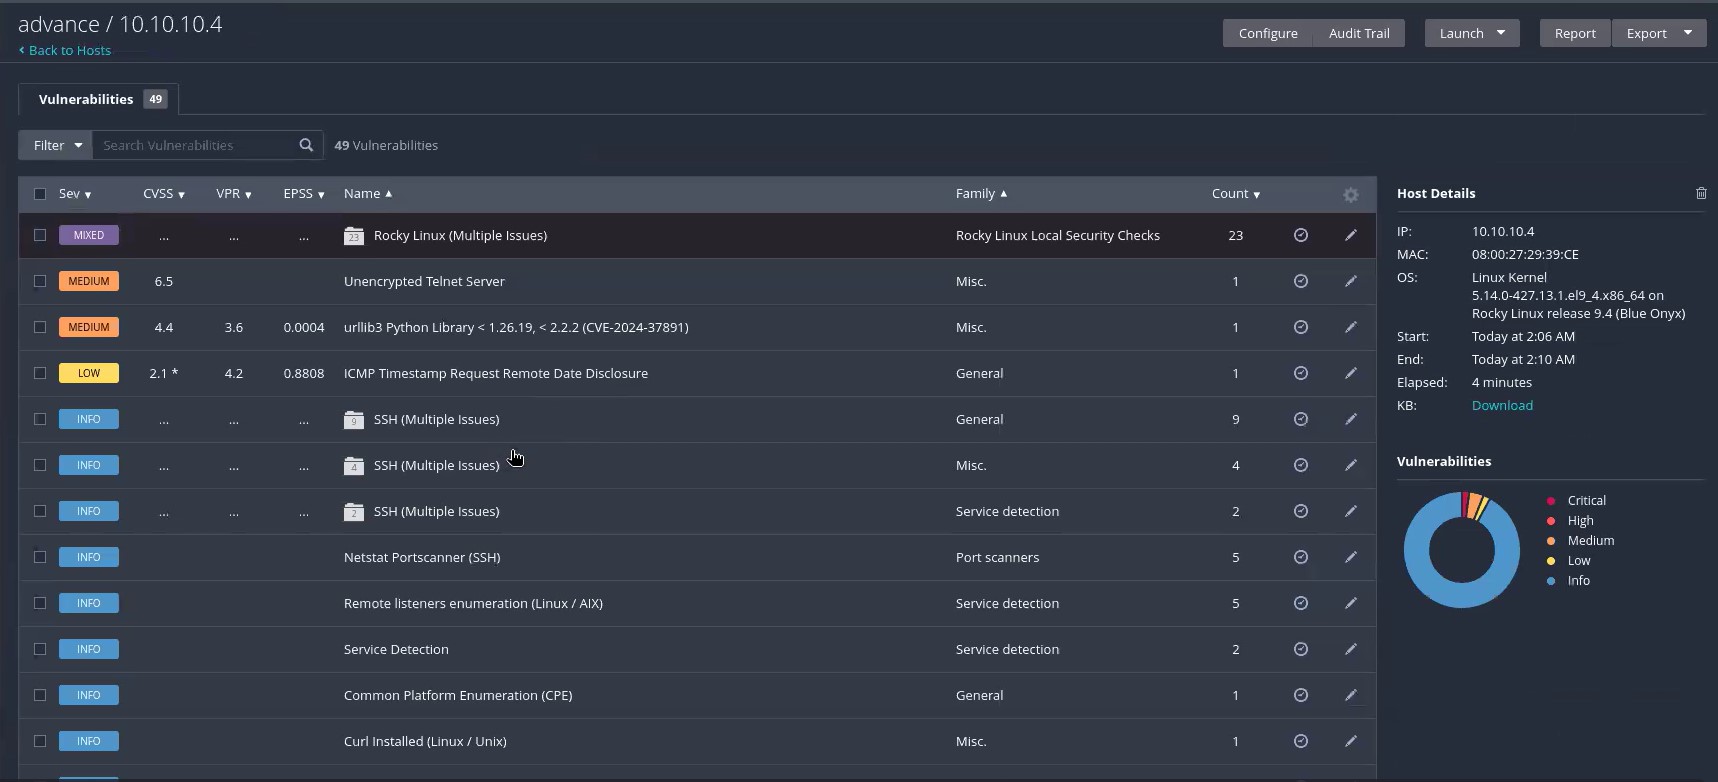 advance / 10.10.10.4
Back to Hosts
Configure Audit Trail Launch Report Export
Vulnerabilities 49
Filter Search Vulnerabilities 49 Vulnerabilities
Sev CVSS VPR EPSS Name Family Count
MIXED ... ... ... 23 Rocky Linux (Multiple Issues) Rocky Linux Local Security Checks 23
MEDIUM 6.5 Unencrypted Telnet Server Misc. 1
MEDIUM 4.4 3.6 0.0004 urllib3 Python Library < 1.26.19, < 2.2.2 (CVE-2024-37891) Misc. 1
LOW 2.1 * 4.2 0.8808 ICMP Timestamp Request Remote Date Disclosure General 1
INFO ... ... ... 9 SSH (Multiple Issues) General 9
INFO ... ... ... 4 SSH (Multiple Issues) Misc. 4
INFO ... ... ... 2 SSH (Multiple Issues) Service detection 2
INFO Netstat Portscanner (SSH) Port scanners 5
INFO Remote listeners enumeration (Linux / AIX) Service detection 5
INFO Service Detection Service detection 2
INFO Common Platform Enumeration (CPE) General 1
INFO Curl Installed (Linux / Unix) Misc. 1
Host Details
IP: 10.10.10.4
MAC: 08:00:27:29:39:CE
OS: Linux Kernel
5.14.0-427.13.1.el9_4.x86_64 on
Rocky Linux release 9.4 (Blue Onyx)
Start: Today at 2:06 AM
End: Today at 2:10 AM
Elapsed: 4 minutes
KB: Download
Vulnerabilities
Critical
High
Medium
Low
Info